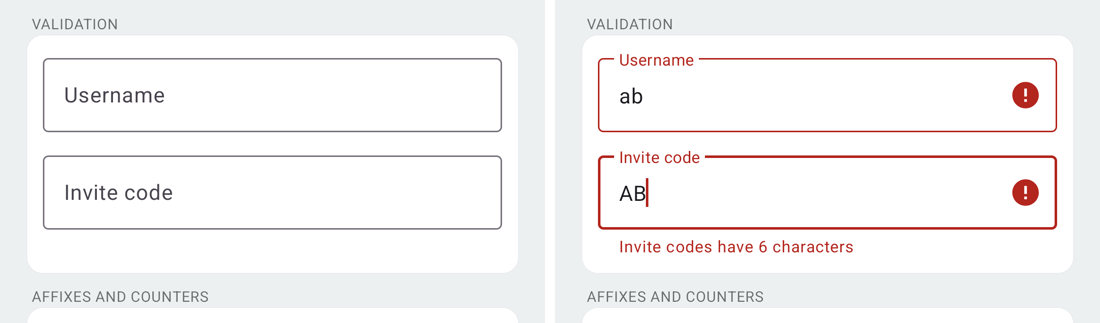 VALIDATION
Username
Invite code
AFFIXES AND COUNTERS
VALIDATION
Username
ab
Invite code
AB
Invite codes have 6 characters
AFFIXES AND COUNTERS